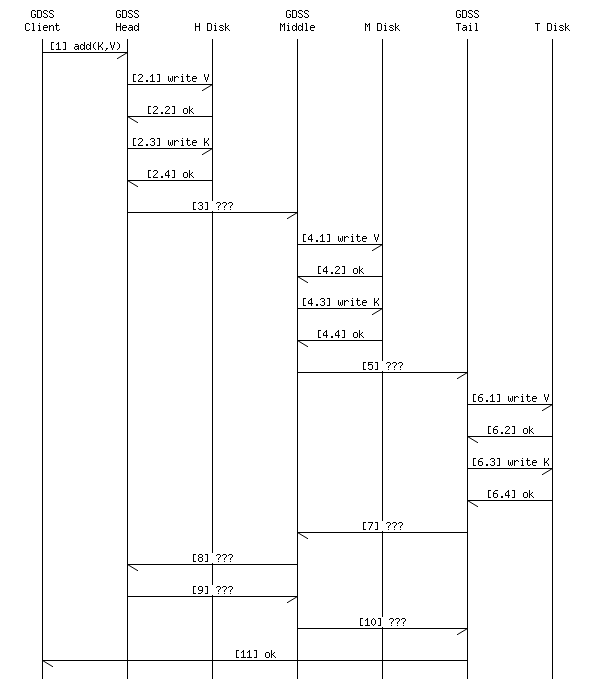 GDSS GDSS GDSS GDSS
Client Head H Disk Middle M Disk Tail T Disk
[1] add(K,V)
[2.1] write V
[2.2] ok
[2.3] write K
[2.4] ok
[3] ???
[4.1] write V
[4.2] ok
[4.3] write K
[4.4] ok
[5] ???
[6.1] write V
[6.2] ok
[6.3] write K
[6.4] ok
[7] ???
[8] ???
[9] ???
[10] ???
[11] ok